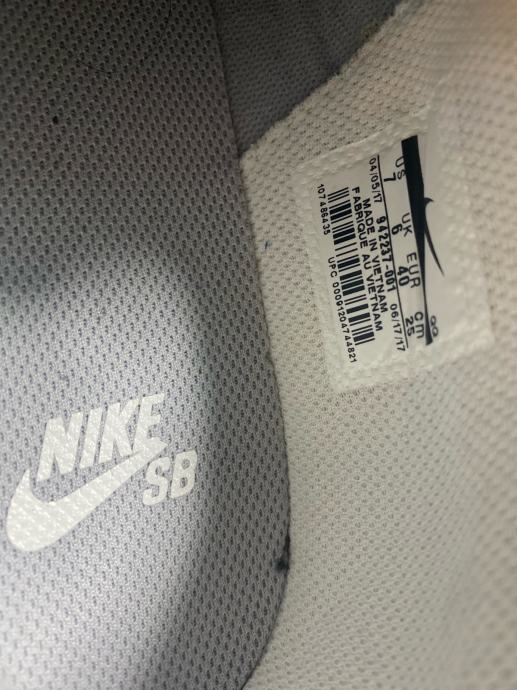 US UK EUR cm
7 6 40 25
04/05/17 942237-001 06/17/17
MADE IN VIETNAM
FABRIQUE AU VIETNAM
107486435
UPC 00091204744821
NIKE
SB